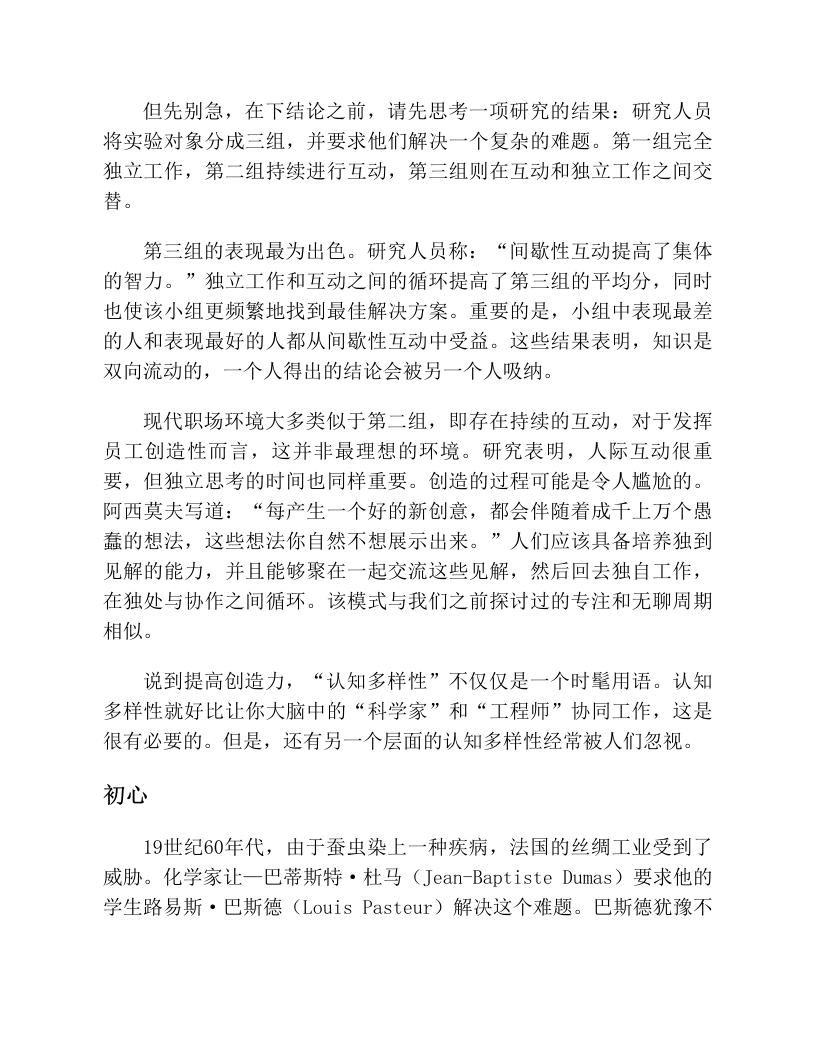 但先别急，在下结论之前，请先思考一项研究的结果：研究人员
将实验对象分成三组，并要求他们解决一个复杂的难题。第一组完全
独立工作，第二组持续进行互动，第三组则在互动和独立工作之间交
替。
第三组的表现最为出色。研究人员称：“间歇性互动提高了集体
的智力。”独立工作和互动之间的循环提高了第三组的平均分，同时
也使该小组更频繁地找到最佳解决方案。重要的是，小组中表现最差
的人和表现最好的人都从间歇性互动中受益。这些结果表明，知识是
双向流动的，一个人得出的结论会被另一个人吸纳。
现代职场环境大多类似于第二组，即存在持续的互动，对于发挥
员工创造性而言，这并非最理想的环境。研究表明，人际互动很重
要，但独立思考的时间也同样重要。创造的过程可能是令人尴尬的。
阿西莫夫写道：“每产生一个好的新创意，都会伴随着成千上万个愚
蠢的想法，这些想法你自然不想展示出来。”人们应该具备培养独到
见解的能力，并且能够聚在一起交流这些见解，然后回去独自工作，
在独处与协作之间循环。该模式与我们之前探讨过的专注和无聊周期
相似。
说到提高创造力，“认知多样性”不仅仅是一个时髦用语。认知
多样性就好比让你大脑中的“科学家”和“工程师”协同工作，这是
很有必要的。但是，还有另一个层面的认知多样性经常被人们忽视。
初心
19世纪60年代，由于蚕虫染上一种疾病，法国的丝绸工业受到了
威胁。化学家让—巴蒂斯特·杜马（Jean-Baptiste Dumas）要求他的
学生路易斯·巴斯德（Louis Pasteur）解决这个难题。巴斯德犹豫不